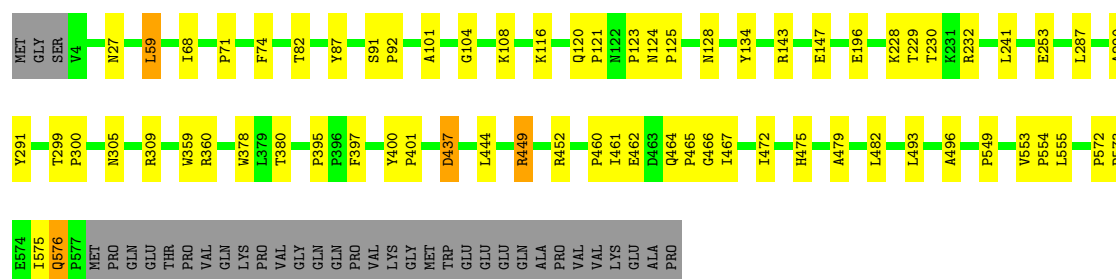 MET GLY SER V4 N27 L59 I68 P71 F74 T82 Y87 S91 P92 A101 G104 K108 K116 Q120 P121 N122 P123 N124 P125 N128 Y134 R143 E147 E196 K228 T229 T230 K231 R232 L241 E253 L287
Y291 T299 P300 N305 R309 W359 R360 W378 L379 T380 P395 P396 F397 Y400 P401 D437 L444 R449 R452 P460 I461 E462 D463 Q464 P465 G466 I467 I472 H475 A479 L482 L493 A496 P549 V553 P554 L555 P572
E574 I575 Q576 P577 MET PRO GLN GLU THR PRO VAL GLN LYS PRO VAL GLY GLN GLN PRO VAL LYS GLY MET TRP GLU GLU GLU GLN ALA PRO VAL VAL LYS GLU ALA PRO